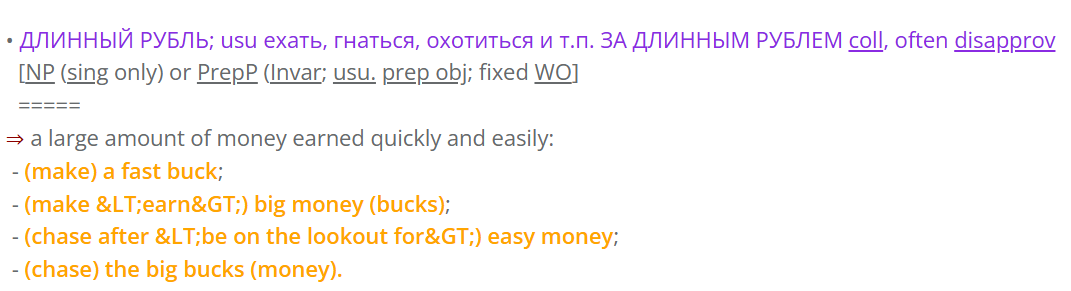 • ДЛИННЫЙ РУБЛЬ; usu ехать, гнаться, охотиться и т.п. ЗА ДЛИННЫМ РУБЛЕМ coll, often disapprov
[NP (sing only) or PrepP (Invar; usu. prep obj; fixed WO]
=====
⇒ a large amount of money earned quickly and easily:
- (make) a fast buck;
- (make &LT;earn&GT;) big money (bucks);
- (chase after &LT;be on the lookout for&GT;) easy money;
- (chase) the big bucks (money).